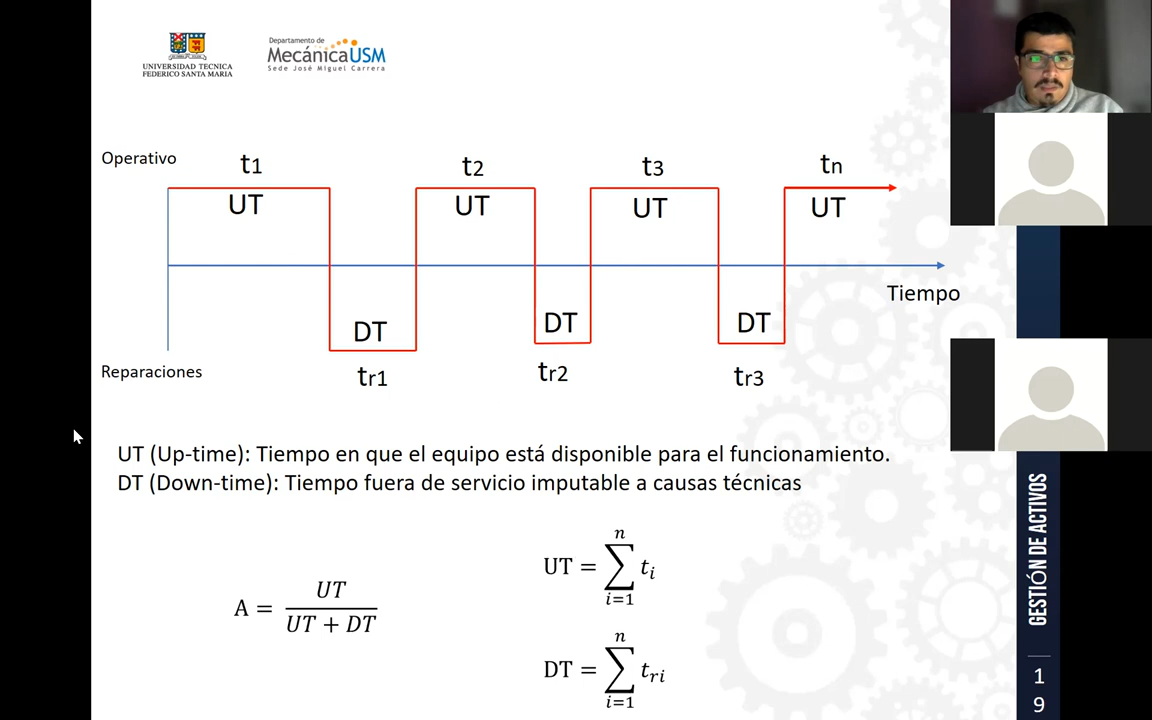 UNIVERSIDAD TECNICA
FEDERICO SANTA MARIA
Departamento de
MecánicaUSM
Sede José Miguel Carrera
Operativo
t1
t2
t3
tn
UT
UT
UT
UT
Tiempo
DT
DT
DT
Reparaciones
tr1
tr2
tr3
UT (Up-time): Tiempo en que el equipo está disponible para el funcionamiento.
DT (Down-time): Tiempo fuera de servicio imputable a causas técnicas
A = UT / (UT + DT)
UT = ∑ i=1 n t_i
DT = ∑ i=1 n t_ri
GESTIÓN DE ACTIVOS
1
9